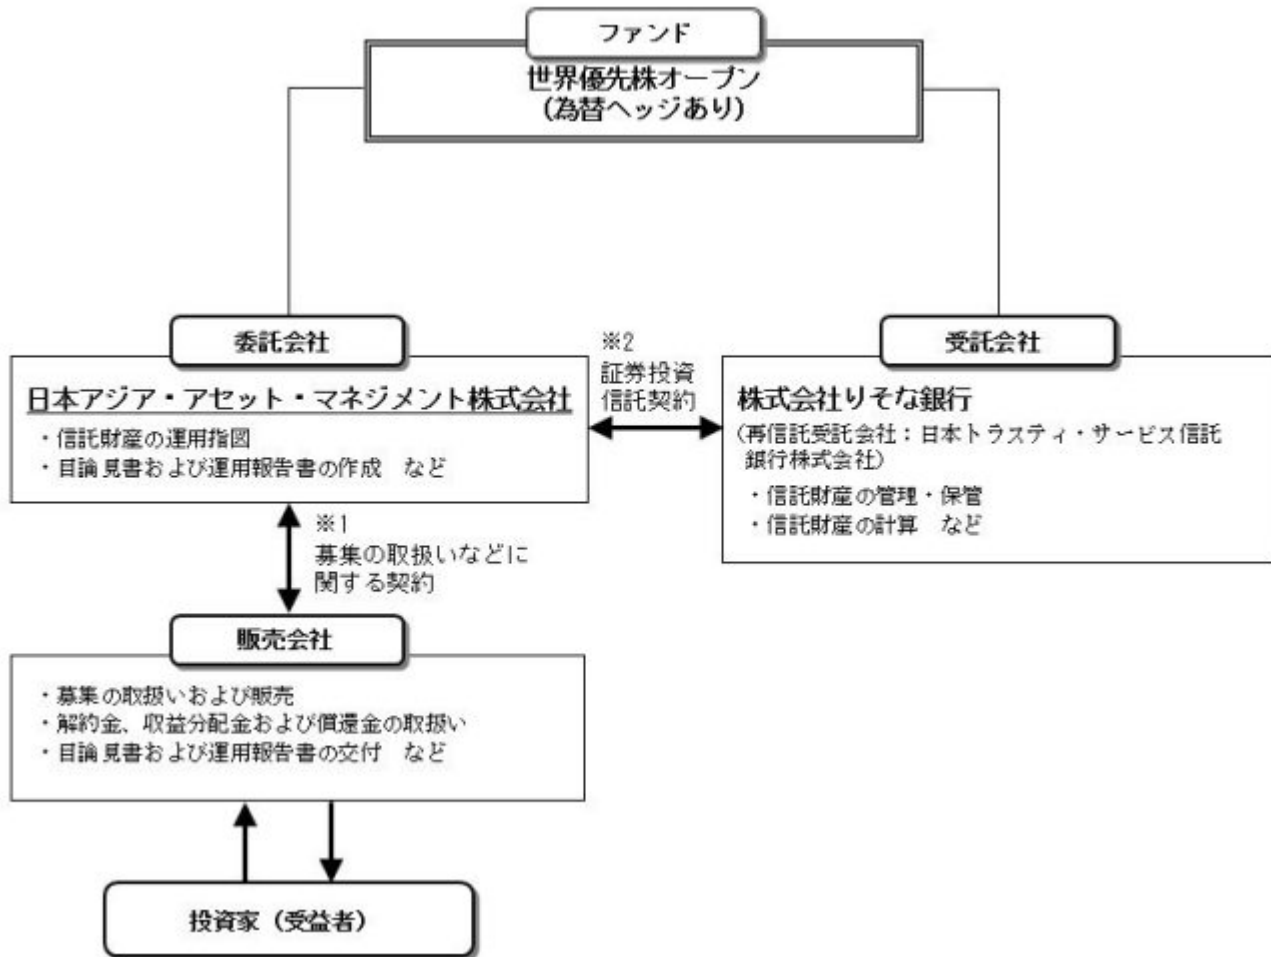 ファンド
世界優先株オープン
(為替ヘッジあり)
委託会社
日本アジア・アセット・マネジメント株式会社
・信託財産の運用指図
・目論見書および運用報告書の作成　など
※2
証券投資
信託契約
受託会社
株式会社りそな銀行
(再信託受託会社：日本トラスティ・サービス信託
銀行株式会社)
・信託財産の管理・保管
・信託財産の計算　など
※1
募集の取扱いなどに
関する契約
販売会社
・募集の取扱いおよび販売
・解約金、収益分配金および償還金の取扱い
・目論見書および運用報告書の交付　など
投資家（受益者）